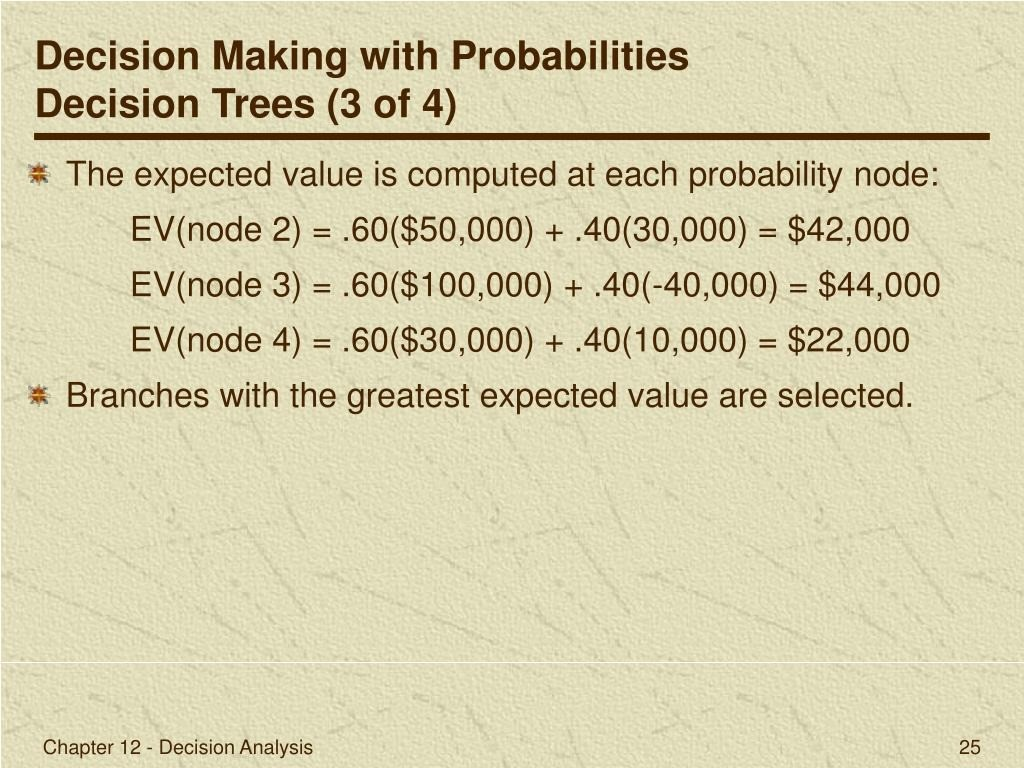 Decision Making with Probabilities
Decision Trees (3 of 4)
The expected value is computed at each probability node:
EV(node 2) = .60($50,000) + .40(30,000) = $42,000
EV(node 3) = .60($100,000) + .40(-40,000) = $44,000
EV(node 4) = .60($30,000) + .40(10,000) = $22,000
Branches with the greatest expected value are selected.
Chapter 12 - Decision Analysis
25